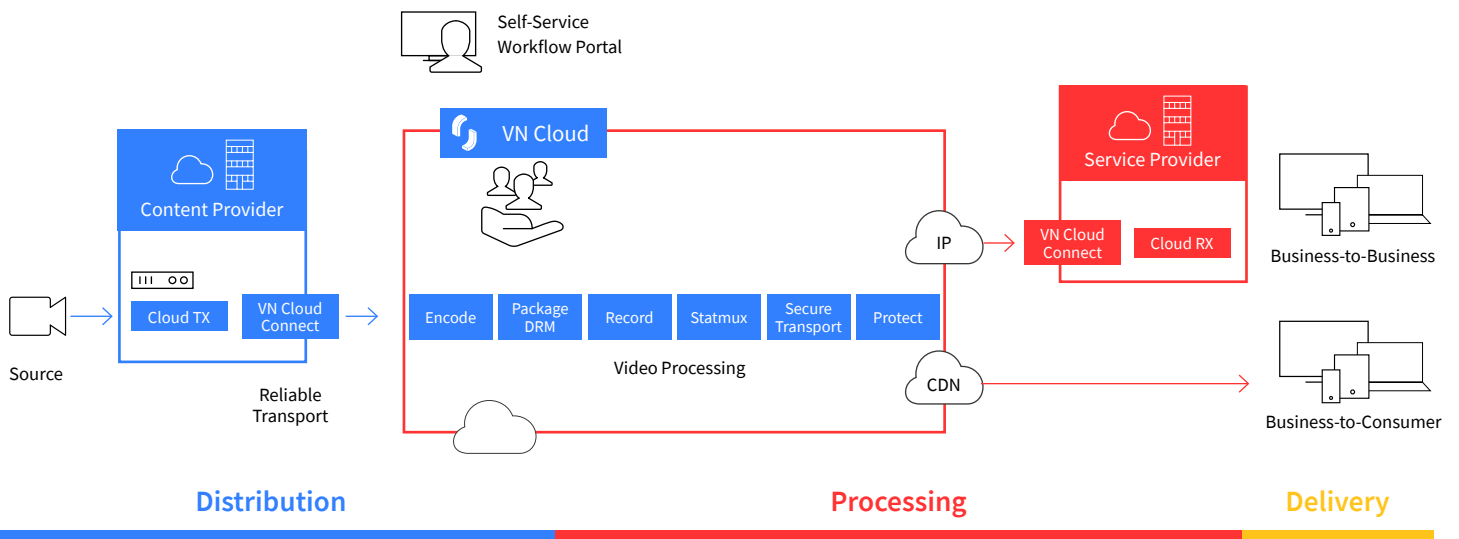 Self-Service
Workflow Portal
VN Cloud
Content Provider
Service Provider
Source
Cloud TX
VN Cloud
Connect
Reliable
Transport
Encode
Package
DRM
Record
Statmux
Secure
Transport
Protect
Video Processing
IP
CDN
VN Cloud
Connect
Cloud RX
Business-to-Business
Business-to-Consumer
Distribution
Processing
Delivery